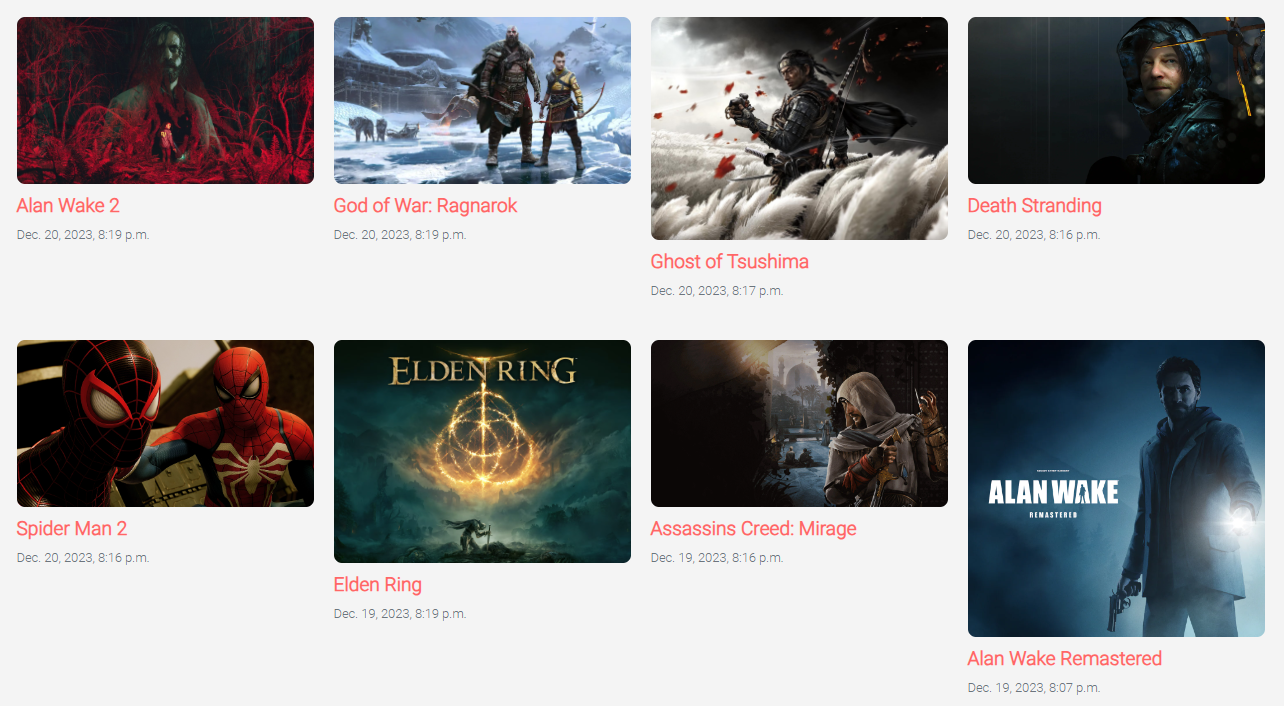 Alan Wake 2
Dec. 20, 2023, 8:19 p.m.
God of War: Ragnarok
Dec. 20, 2023, 8:19 p.m.
Ghost of Tsushima
Dec. 20, 2023, 8:17 p.m.
Death Stranding
Dec. 20, 2023, 8:16 p.m.
Spider Man 2
Dec. 20, 2023, 8:16 p.m.
ELDEN RING
Elden Ring
Dec. 19, 2023, 8:19 p.m.
Assassins Creed: Mirage
Dec. 19, 2023, 8:16 p.m.
ALAN WAKE
REMASTERED
Alan Wake Remastered
Dec. 19, 2023, 8:07 p.m.